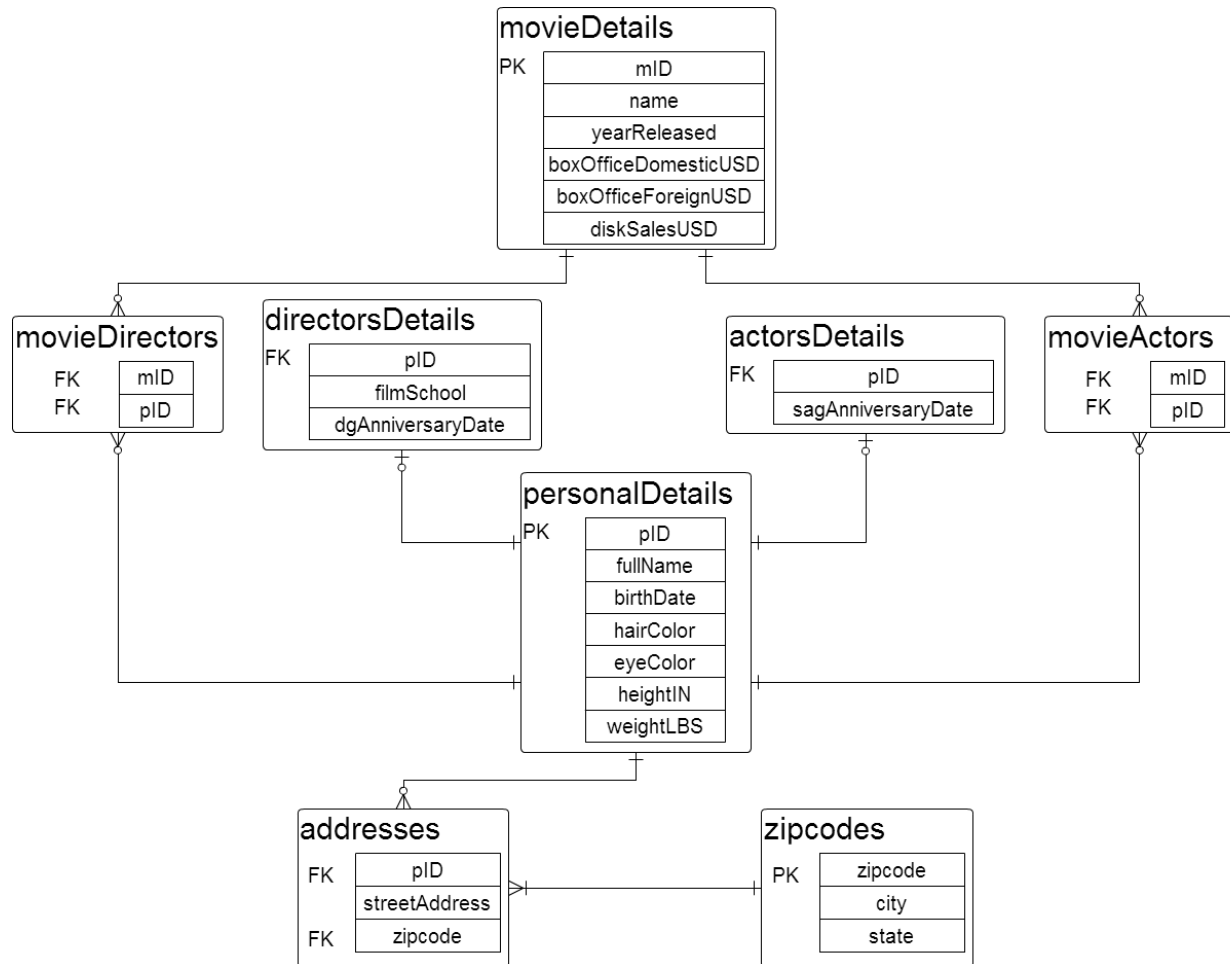 movieDetails
PK mID
name
yearReleased
boxOfficeDomesticUSD
boxOfficeForeignUSD
diskSalesUSD
movieDirectors
FK mID
FK pID
directorsDetails
FK pID
filmSchool
dgAnniversaryDate
actorsDetails
FK pID
sagAnniversaryDate
movieActors
FK mID
FK pID
personalDetails
PK pID
fullName
birthDate
hairColor
eyeColor
heightIN
weightLBS
addresses
FK pID
streetAddress
FK zipcode
zipcodes
PK zipcode
city
state